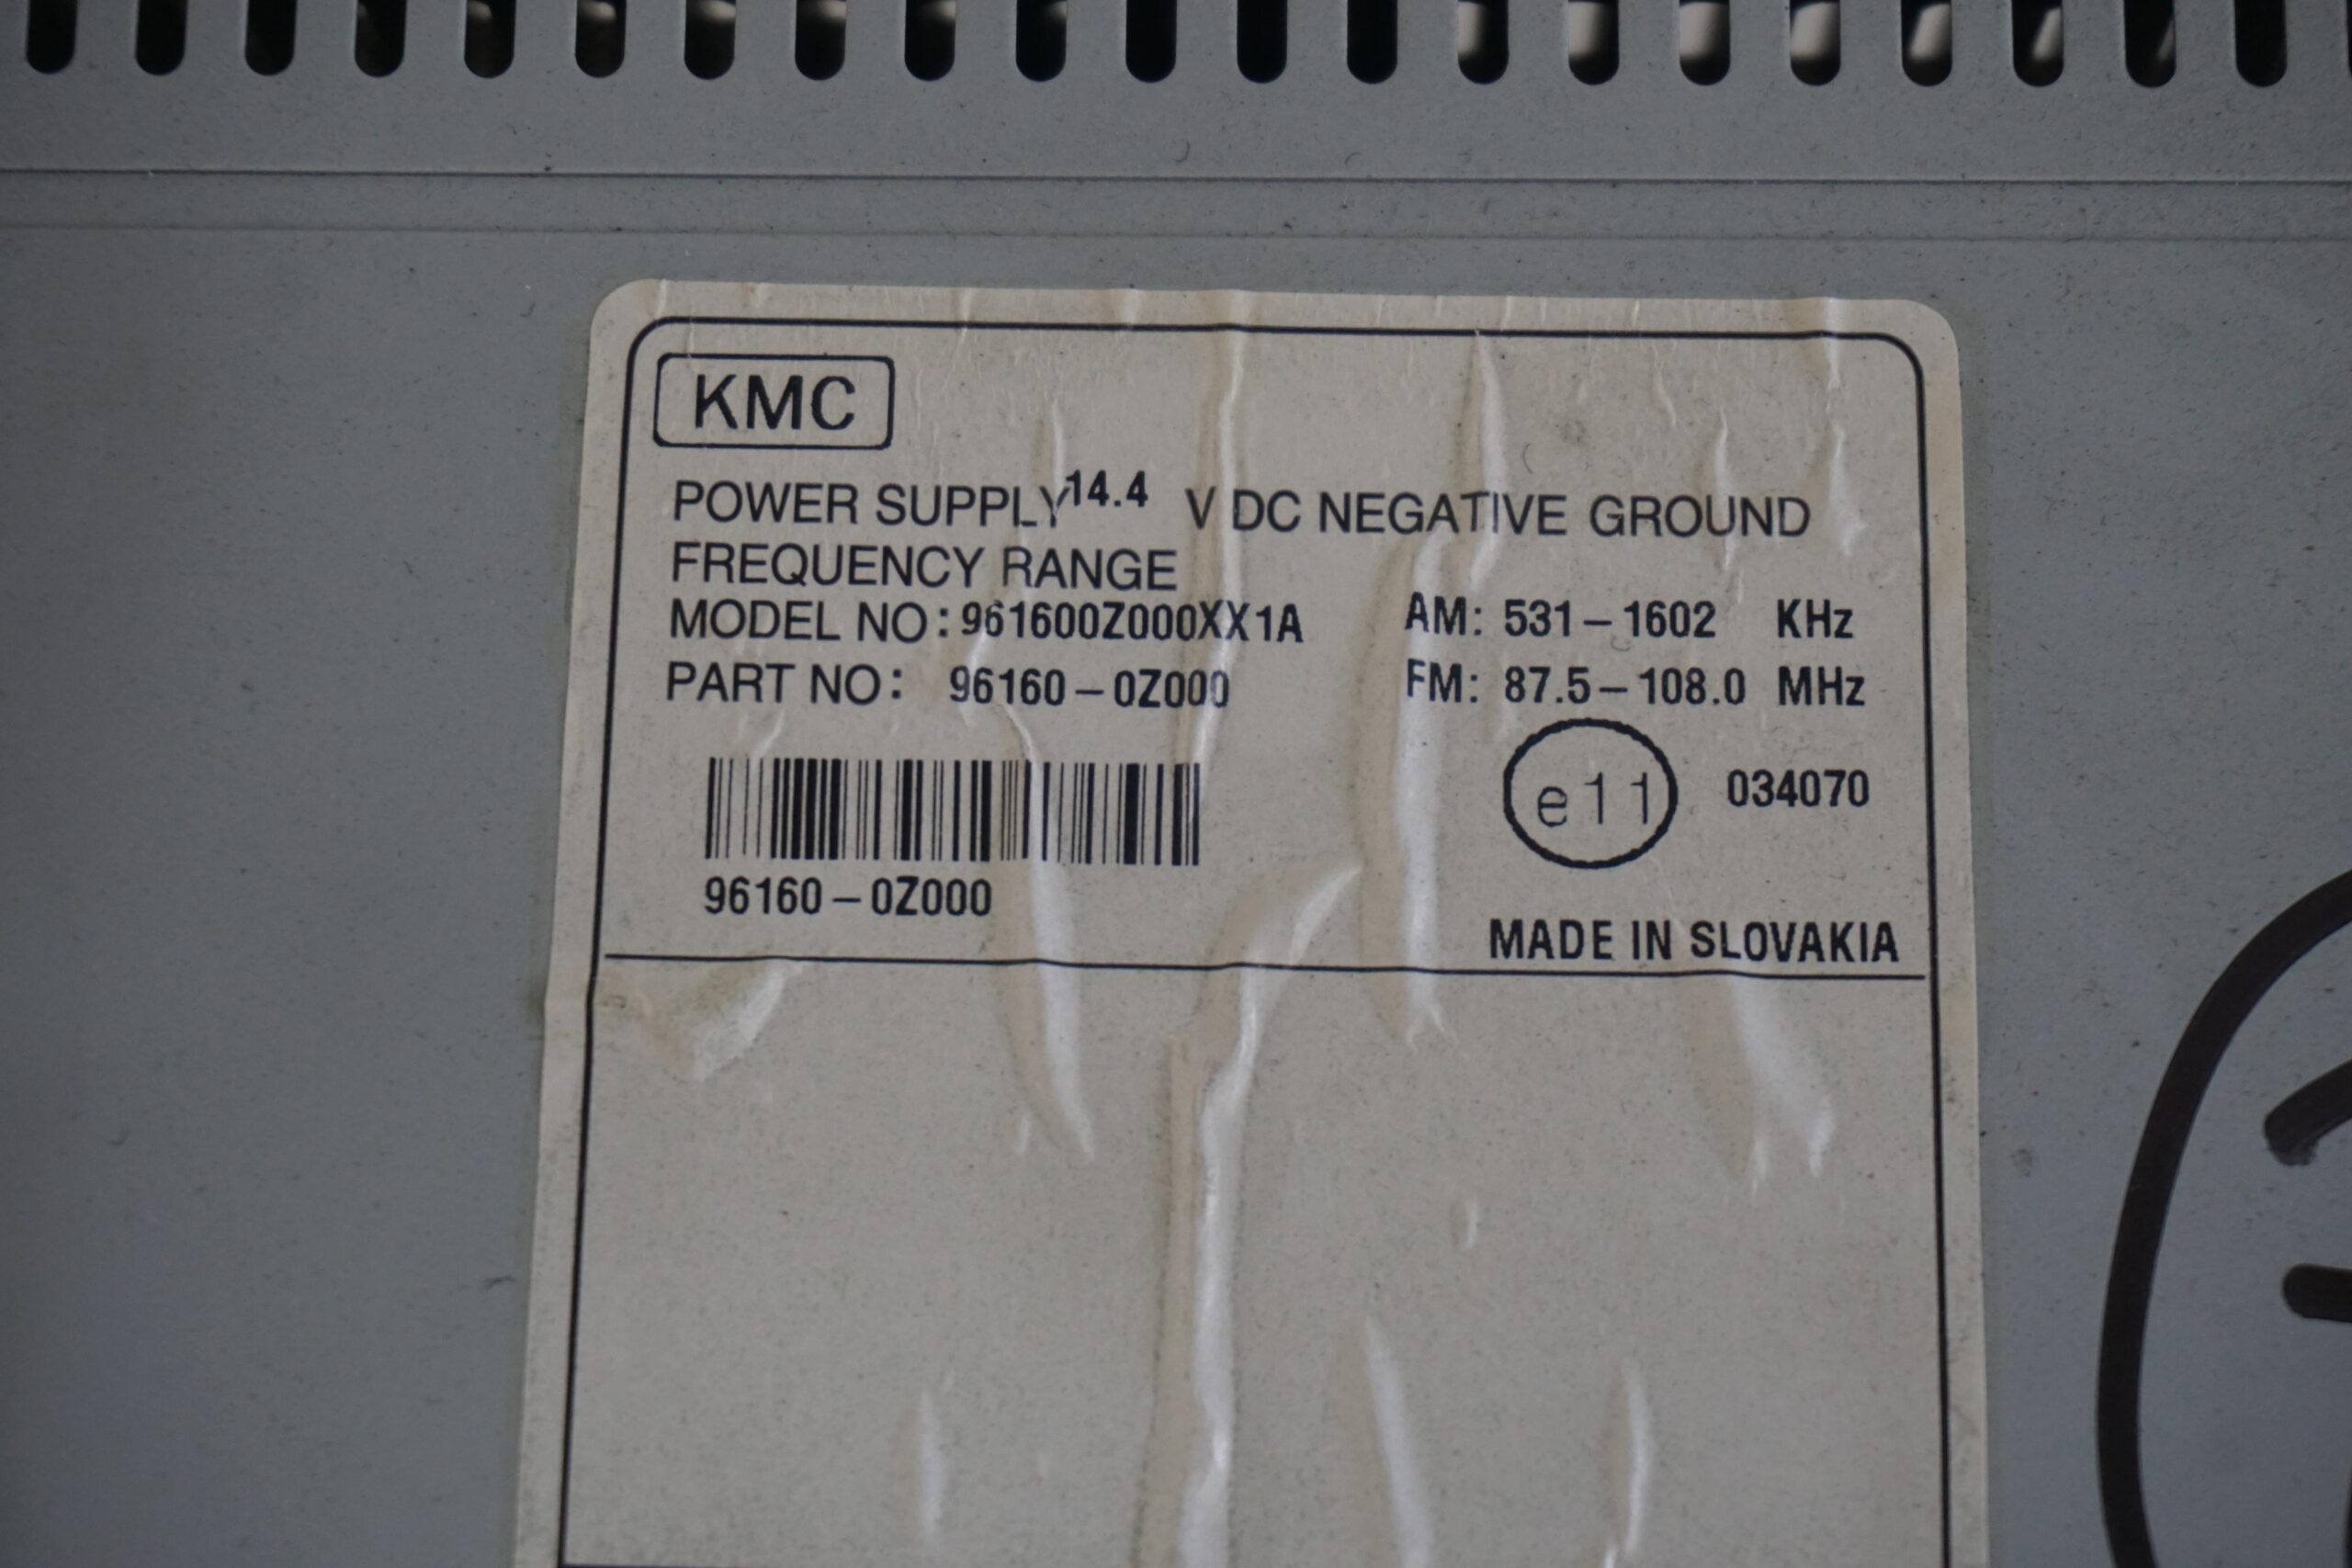 KMC
POWER SUPPLY 14.4 V DC NEGATIVE GROUND
FREQUENCY RANGE
MODEL NO: 961600Z000XX1A AM: 531–1602 KHz
PART NO: 96160–0Z000 FM: 87.5–108.0 MHz
e11 034070
96160–0Z000
MADE IN SLOVAKIA